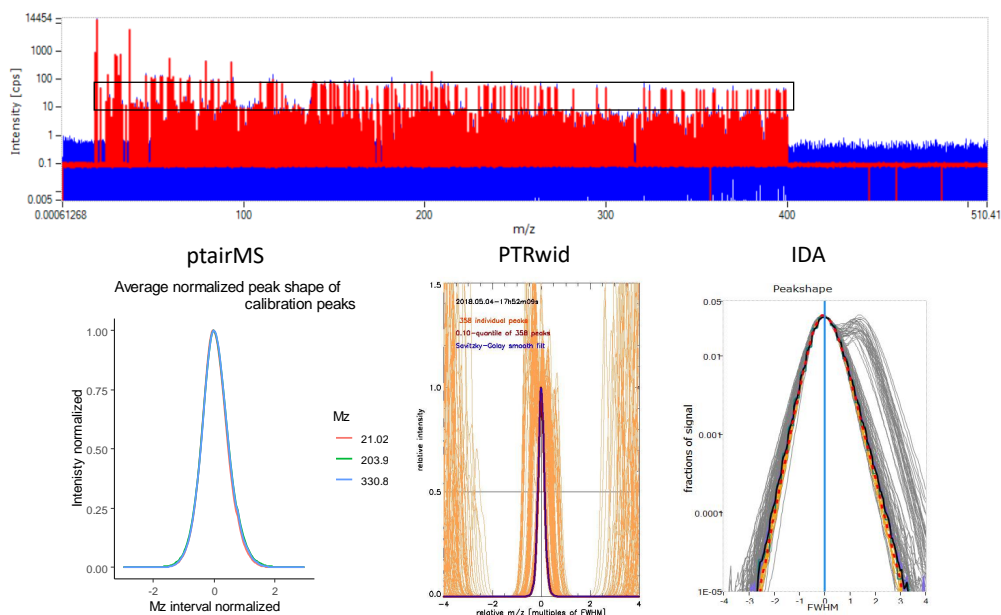 14454
1000
100
10
1
0.1
0.005
Intensity [cps]
0.00061268
100
200
300
400
510.41
m/z
ptairMS
PTRwid
IDA
Average normalized peak shape of
calibration peaks
1.00
0.75
0.50
0.25
0.00
Intenisty normalized
-2
0
2
Mz interval normalized
Mz
21.02
203.9
330.8
1.5
1.0
0.5
0.0
relative intensity
2018.05.04-17h52m09s
358 individual peaks
0.10-quantile of 358 peaks
Savitzky-Golay smooth filt
-4
-2
0
2
4
relative m/z [multiples of FWHM]
Peakshape
0.05
0.01
0.001
0.0001
1E-05
fractions of signal
-4
-3
-2
-1
0
1
2
3
4
FWHM